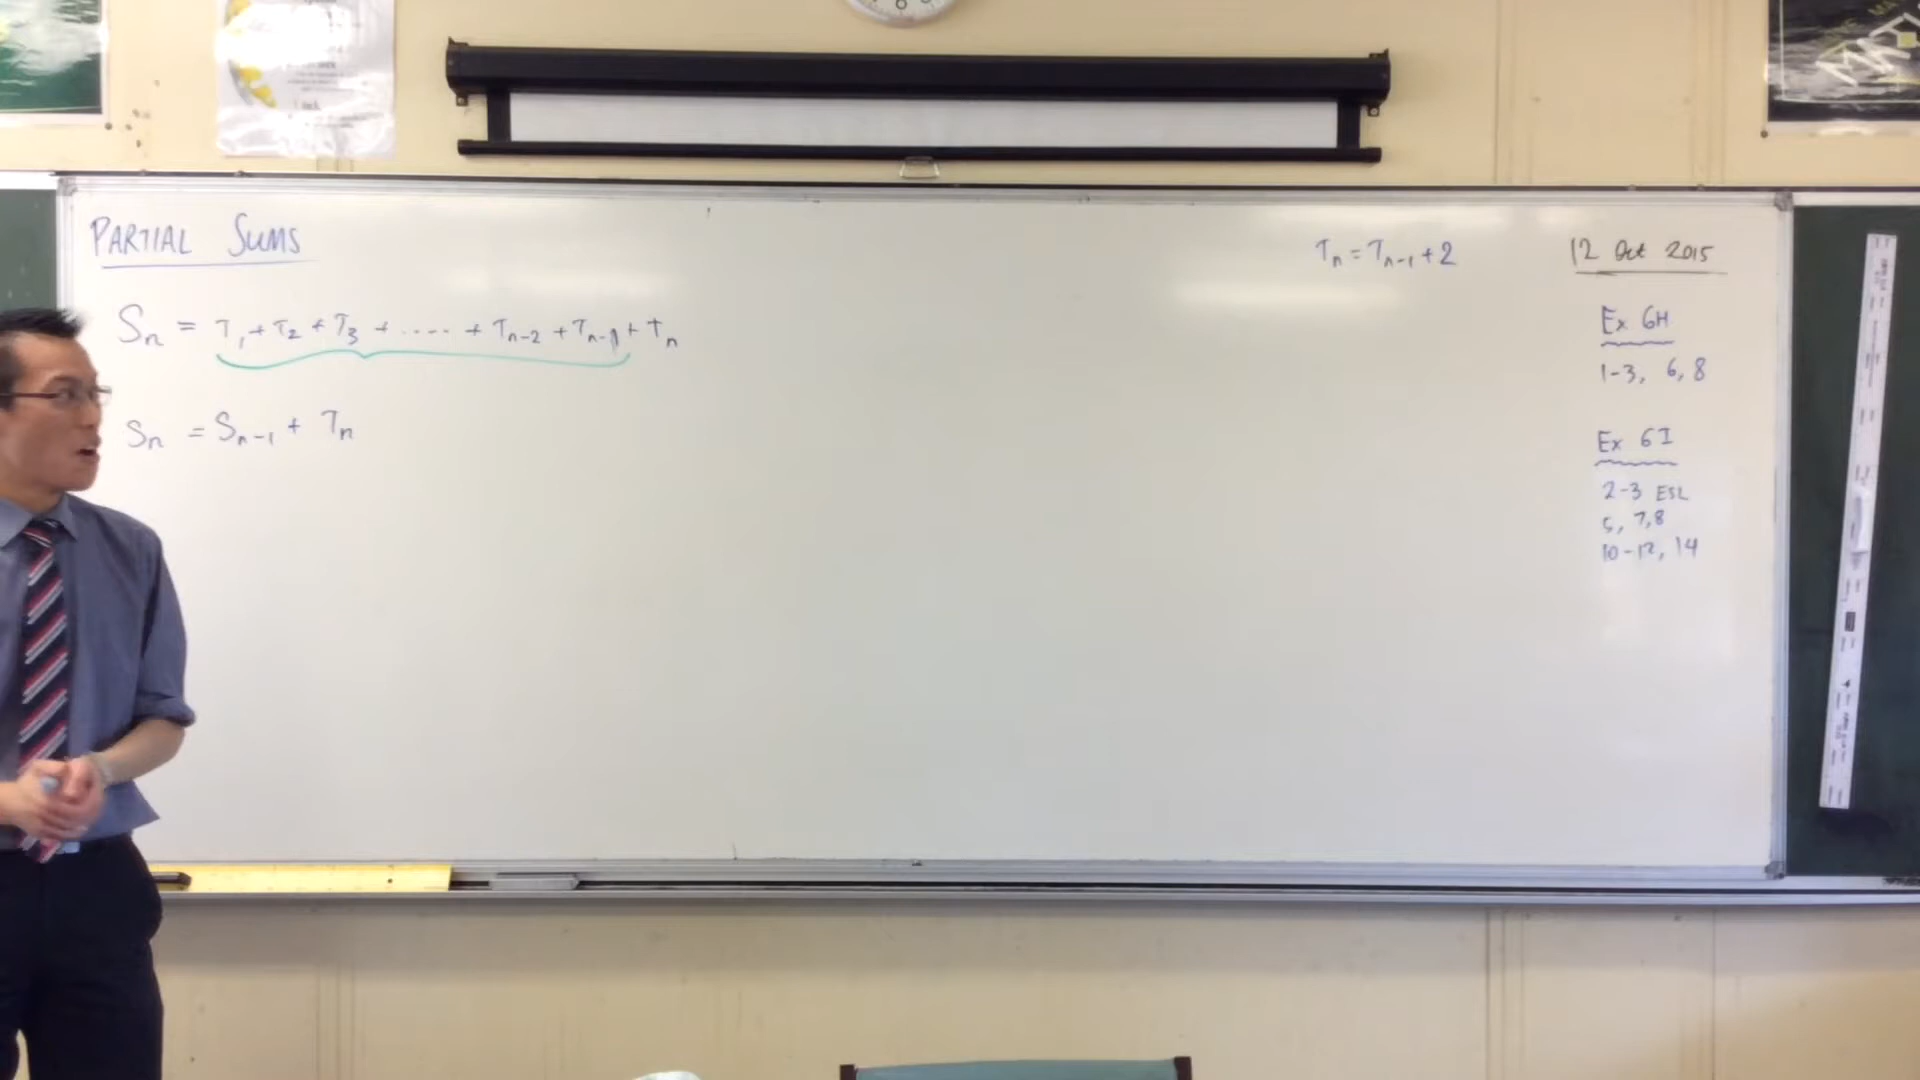 PARTIAL SUMS
Sₙ = T₁ + T₂ + T₃ + ..... + Tₙ₋₂ + Tₙ₋₁ + Tₙ
Sₙ = Sₙ₋₁ + Tₙ
Tₙ = Tₙ₋₁ + 2
12 Oct 2015
Ex 6H
1-3, 6, 8
Ex 6I
2-3 ESL
5, 7, 8
10-12, 14